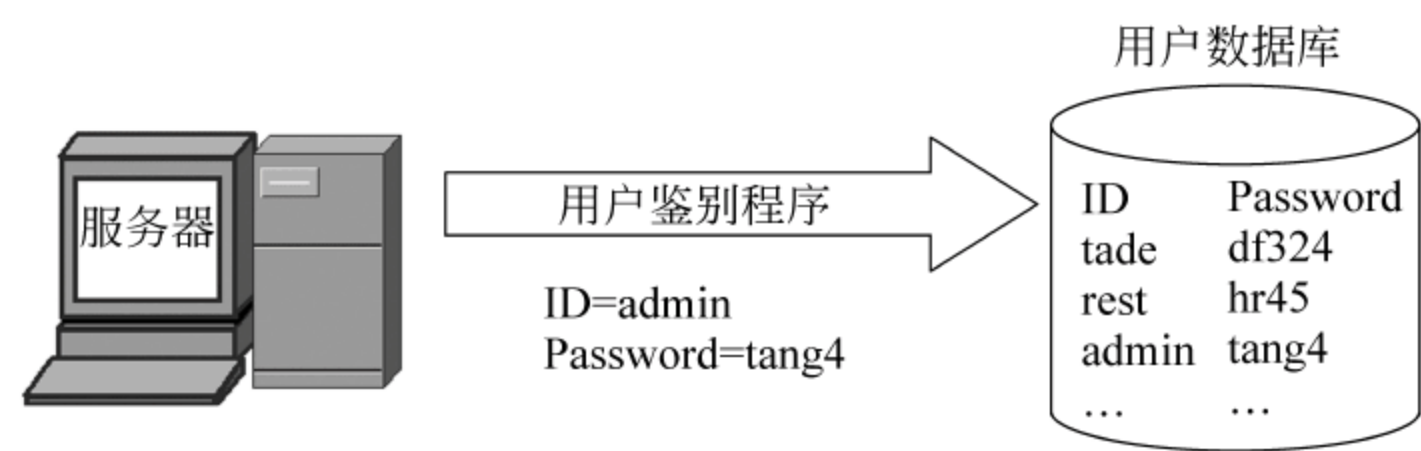 用户数据库
服务器
用户鉴别程序
ID=admin
Password=tang4
ID Password
tade df324
rest hr45
admin tang4
… …